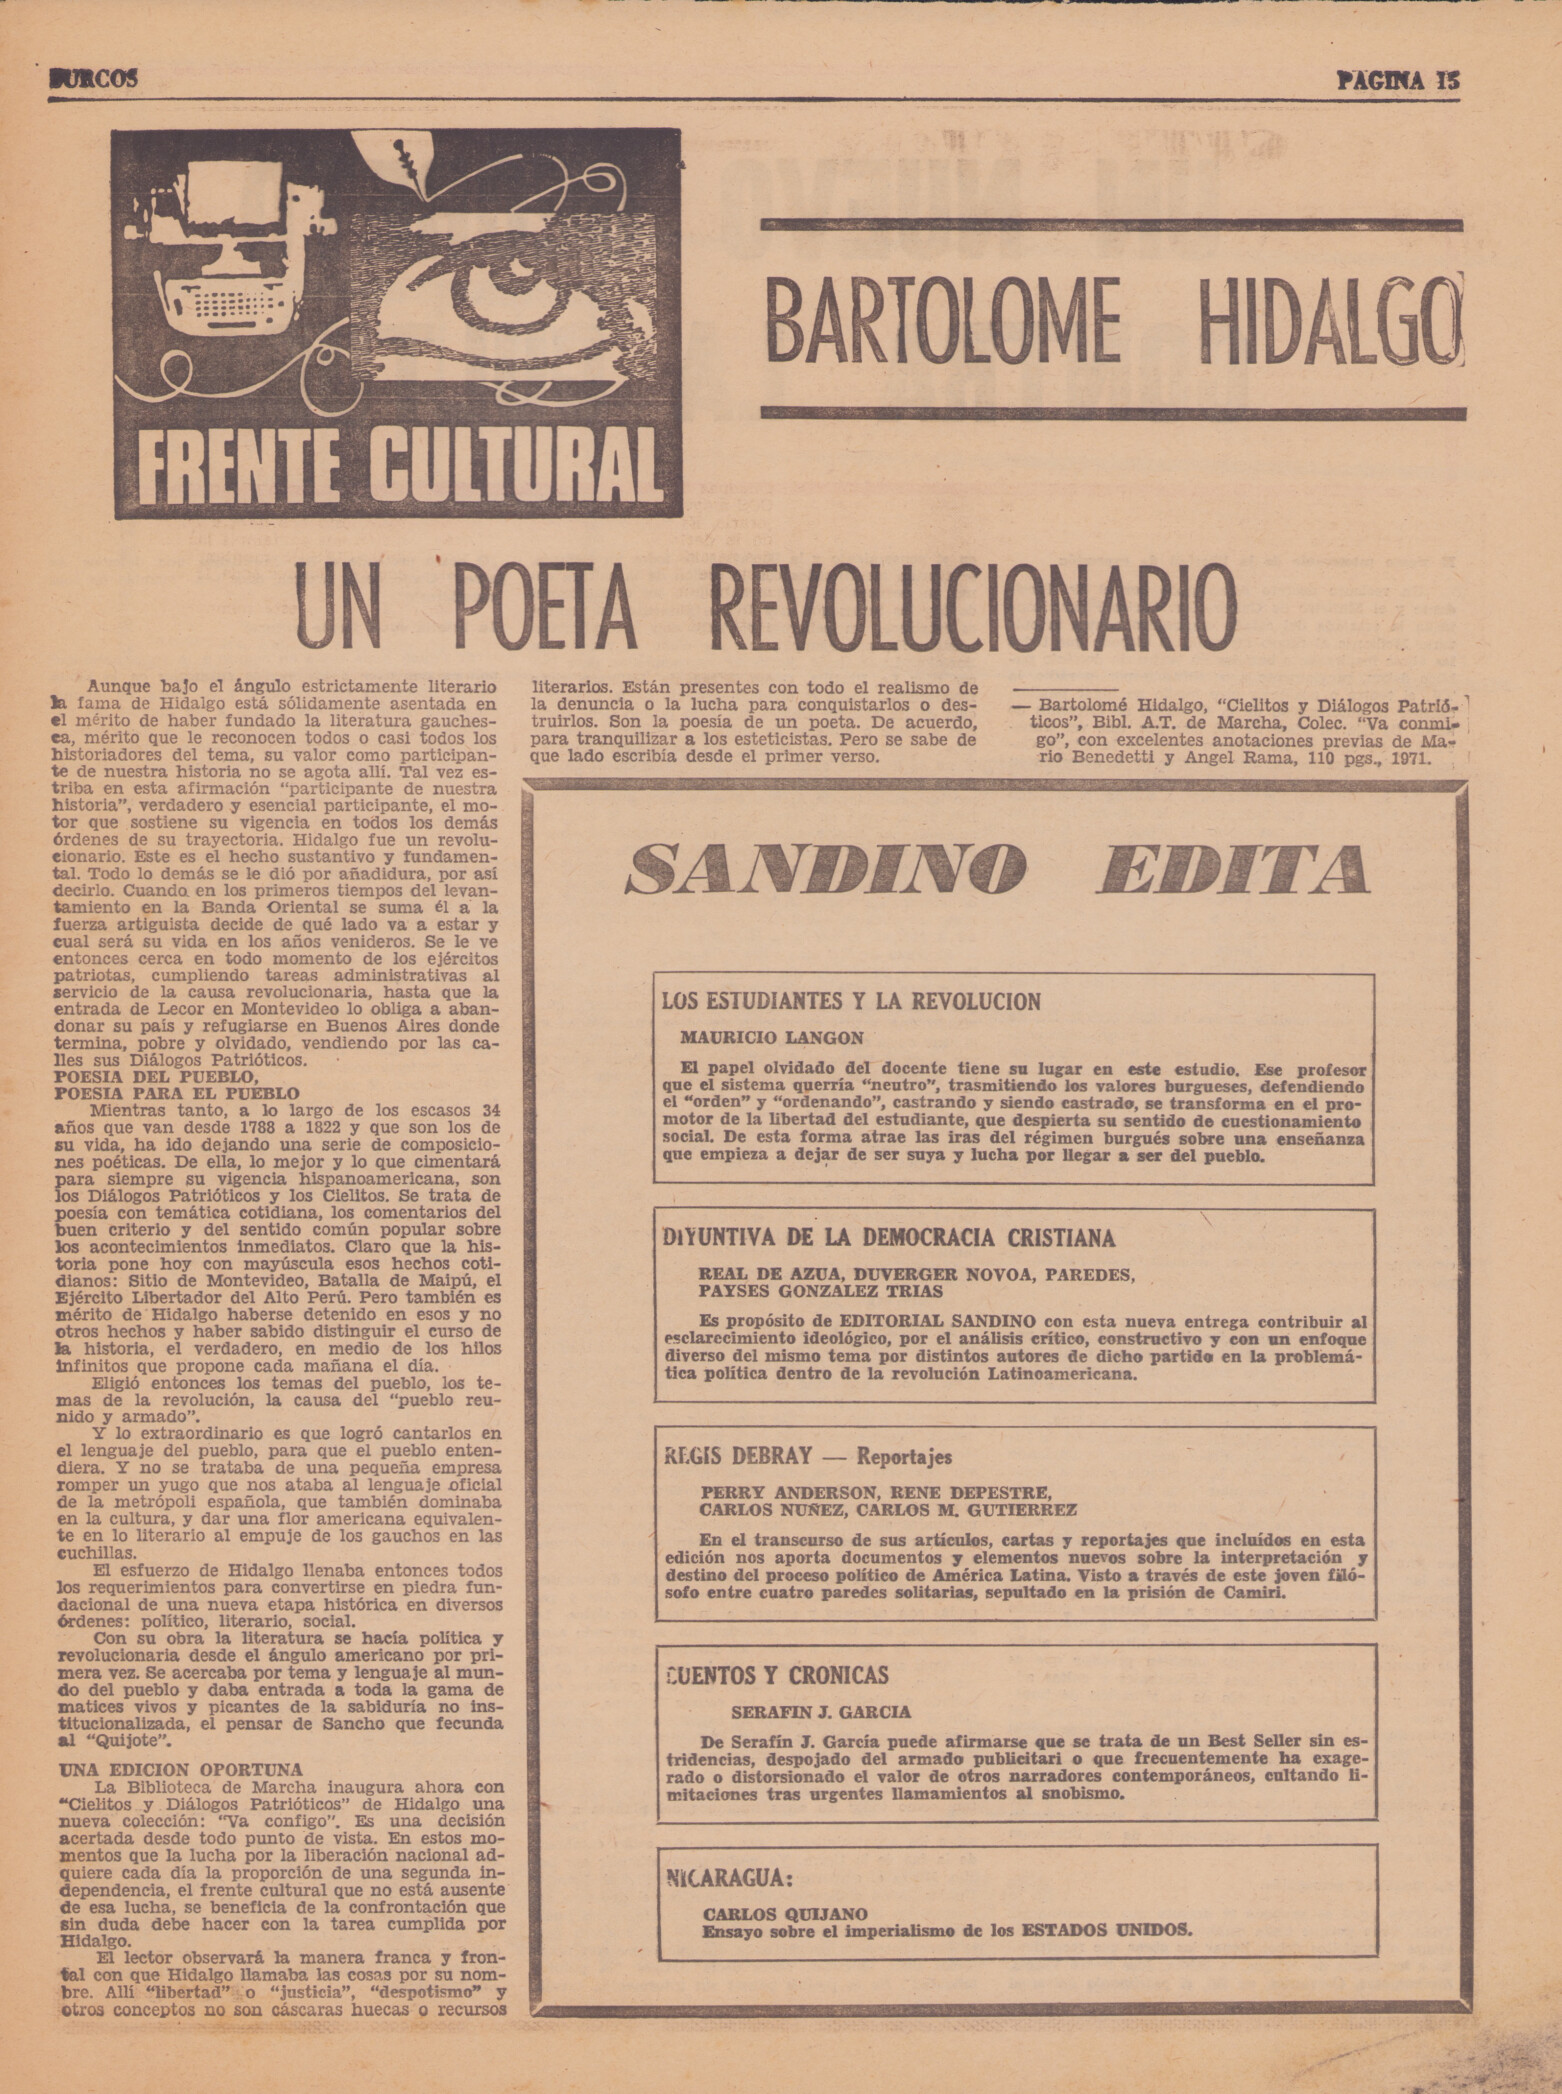 SURCOS
PAGINA 15
FRENTE CULTURAL
BARTOLOME HIDALGO
UN POETA REVOLUCIONARIO
Aunque bajo el ángulo estrictamente literario
la fama de Hidalgo está sólidamente asentada en
el mérito de haber fundado la literatura gauches-
ca, mérito que le reconocen todos o casi todos los
historiadores del tema, su valor como participan-
te de nuestra historia no se agota allí. Tal vez es-
triba en esta afirmación "participante de nuestra
historia", verdadero y esencial participante, el mo-
tor que sostiene su vigencia en todos los demás
órdenes de su trayectoria. Hidalgo fue un revolu-
cionario. Este es el hecho sustantivo y fundamen-
tal. Todo lo demás se le dió por añadidura, por así
decirlo. Cuando en los primeros tiempos del levan-
tamiento en la Banda Oriental se suma él a la
fuerza artiguista decide de qué lado va a estar y
cual será su vida en los años venideros. Se le ve
entonces cerca en todo momento de los ejércitos
patriotas, cumpliendo tareas administrativas al
servicio de la causa revolucionaria, hasta que la
entrada de Lecor en Montevideo lo obliga a aban-
donar su país y refugiarse en Buenos Aires donde
termina, pobre y olvidado, vendiendo por las ca-
lles sus Diálogos Patrióticos.
POESIA DEL PUEBLO,
POESIA PARA EL PUEBLO
Mientras tanto, a lo largo de los escasos 34
años que van desde 1788 a 1822 y que son los de
su vida, ha ido dejando una serie de composicio-
nes poéticas. De ella, lo mejor y lo que cimentará
para siempre su vigencia hispanoamericana, son
los Diálogos Patrióticos y los Cielitos. Se trata de
poesía con temática cotidiana, los comentarios del
buen criterio y del sentido común popular sobre
los acontecimientos inmediatos. Claro que la his-
toria pone hoy con mayúscula esos hechos coti-
dianos: Sitio de Montevideo, Batalla de Maipú, el
Ejército Libertador del Alto Perú. Pero también es
mérito de Hidalgo haberse detenido en esos y no
otros hechos y haber sabido distinguir el curso de
la historia, el verdadero, en medio de los hilos
infinitos que propone cada mañana el día.
Eligió entonces los temas del pueblo, los te-
mas de la revolución, la causa del "pueblo reu-
nido y armado".
Y lo extraordinario es que logró cantarlos en
el lenguaje del pueblo, para que el pueblo enten-
diera. Y no se trataba de una pequeña empresa
romper un yugo que nos ataba al lenguaje oficial
de la metrópoli española, que también dominaba
en la cultura, y dar una flor americana equivalen-
te en lo literario al empuje de los gauchos en las
cuchillas.
El esfuerzo de Hidalgo llenaba entonces todos
los requerimientos para convertirse en piedra fun-
dacional de una nueva etapa histórica en diversos
órdenes: político, literario, social.
Con su obra la literatura se hacía política y
revolucionaria desde el ángulo americano por pri-
mera vez. Se acercaba por tema y lenguaje al mun-
do del pueblo y daba entrada a toda la gama de
matices vivos y picantes de la sabiduría no ins-
titucionalizada, el pensar de Sancho que fecunda
al "Quijote".
UNA EDICION OPORTUNA
La Biblioteca de Marcha inaugura ahora con
"Cielitos y Diálogos Patrióticos" de Hidalgo una
nueva colección: "Va configo". Es una decisión
acertada desde todo punto de vista. En estos mo-
mentos que la lucha por la liberación nacional ad-
quiere cada día la proporción de una segunda in-
dependencia, el frente cultural que no está ausente
de esa lucha, se beneficia de la confrontación que
sin duda debe hacer con la tarea cumplida por
Hidalgo.
El lector observará la manera franca y fron-
tal con que Hidalgo llamaba las cosas por su nom-
bre. Allí "libertad" o "justicia", "despotismo" y
otros conceptos no son cáscaras huecas o recursos
literarios. Están presentes con todo el realismo de
la denuncia o la lucha para conquistarlos o des-
truirlos. Son la poesía de un poeta. De acuerdo,
para tranquilizar a los esteticistas. Pero se sabe de
que lado escribía desde el primer verso.
— Bartolomé Hidalgo, "Cielitos y Diálogos Patrió-
ticos", Bibl. A.T. de Marcha, Colec. "Va conmi-
go", con excelentes anotaciones previas de Ma-
rio Benedetti y Angel Rama, 110 pgs., 1971.
SANDINO EDITA
LOS ESTUDIANTES Y LA REVOLUCION
MAURICIO LANGON
El papel olvidado del docente tiene su lugar en este estudio. Ese profesor
que el sistema querría "neutro", trasmitiendo los valores burgueses, defendiendo
el "orden" y "ordenando", castrando y siendo castrado, se transforma en el pro-
motor de la libertad del estudiante, que despierta su sentido de cuestionamiento
social. De esta forma atrae las iras del régimen burgués sobre una enseñanza
que empieza a dejar de ser suya y lucha por llegar a ser del pueblo.
DIYUNTIVA DE LA DEMOCRACIA CRISTIANA
REAL DE AZUA, DUVERGER NOVOA, PAREDES,
PAYSES GONZALEZ TRIAS
Es propósito de EDITORIAL SANDINO con esta nueva entrega contribuir al
esclarecimiento ideológico, por el análisis crítico, constructivo y con un enfoque
diverso del mismo tema por distintos autores de dicho partido en la problemá-
tica política dentro de la revolución Latinoamericana.
REGIS DEBRAY — Reportajes
PERRY ANDERSON, RENE DEPESTRE,
CARLOS NUÑEZ, CARLOS M. GUTIERREZ
En el transcurso de sus artículos, cartas y reportajes que incluídos en esta
edición nos aporta documentos y elementos nuevos sobre la interpretación y
destino del proceso político de América Latina. Visto a través de este joven filó-
sofo entre cuatro paredes solitarias, sepultado en la prisión de Camiri.
CUENTOS Y CRONICAS
SERAFIN J. GARCIA
De Serafín J. García puede afirmarse que se trata de un Best Seller sin es-
tridencias, despojado del armado publicitari o que frecuentemente ha exage-
rado o distorsionado el valor de otros narradores contemporáneos, cultando li-
mitaciones tras urgentes llamamientos al snobismo.
NICARAGUA:
CARLOS QUIJANO
Ensayo sobre el imperialismo de los ESTADOS UNIDOS.